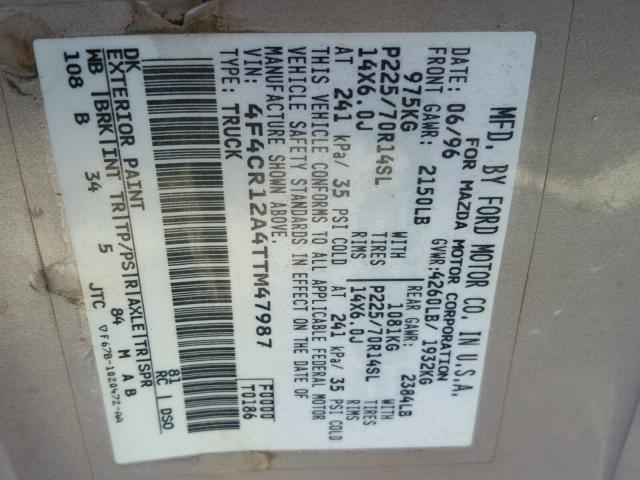 MFD. BY FORD MOTOR CO. IN U.S.A.
FOR MAZDA MOTOR CORPORATION
06/96 GVWR:4260LB/ 1932KG
FRONT GAWR: 2150LB REAR GAWR: 2384LB
975KG WITH 1081KG WITH
P225/70R14SL TIRES P225/70R14SL TIRES
14X6.0J RIMS 14X6.0J RIMS
AT 241 kPa/ 35 PSI COLD AT 241 kPa/ 35 PSI COLD
THIS VEHICLE CONFORMS TO ALL APPLICABLE FEDERAL MOTOR
VEHICLE SAFETY STANDARDS IN EFFECT ON THE DATE OF
MANUFACTURE SHOWN ABOVE.
4F4CR12A4TTM47987
TYPE: TRUCK
T0186
EXTERIOR PAINT
DK 81 RC DSO
WB BRK INT TR TP/PS R AXLE TR SPR
108 B 34 5 84 M A B
JTC ▽F67B-1020472-AA